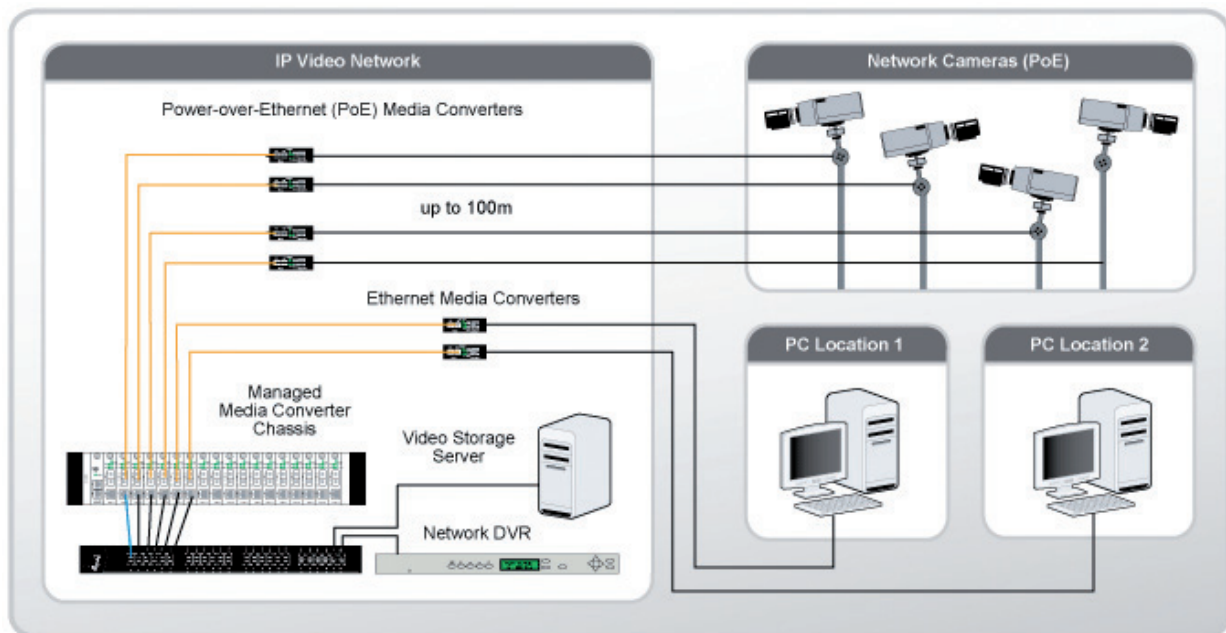 IP Video Network
Network Cameras (PoE)
Power-over-Ethernet (PoE) Media Converters
up to 100m
Ethernet Media Converters
PC Location 1
PC Location 2
Managed
Media Converter
Chassis
Video Storage
Server
Network DVR